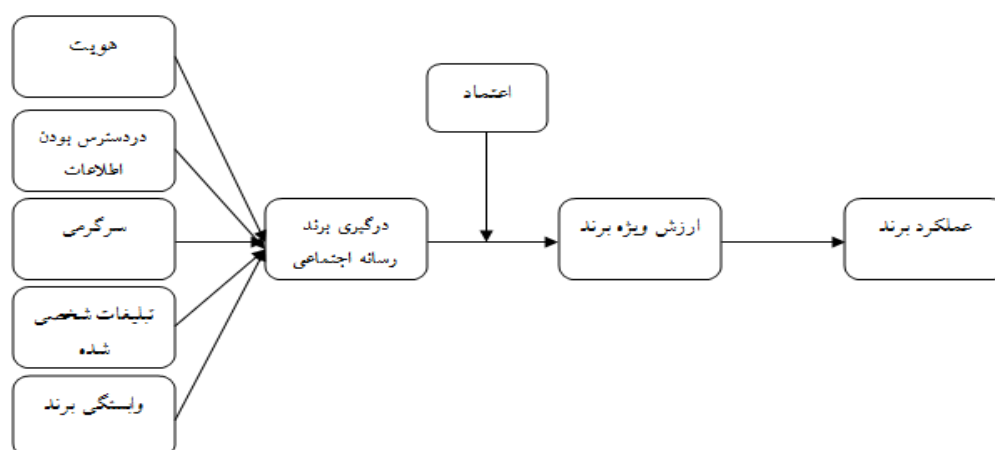 هویت
دردسترس بودن
اطلاعات
سرگرمی
تبلیغات شخصی
شده
وابستگی برند
درگیری برند
رسانه اجتماعی
اعتماد
ارزش ویژه برند
عملکرد برند